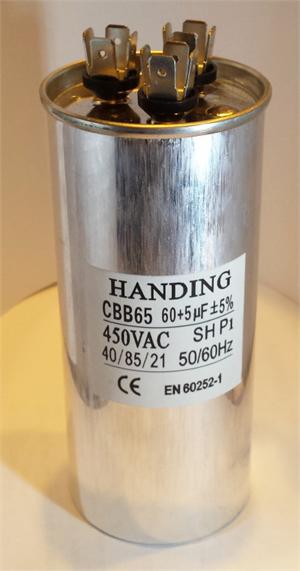 HANDING
CBB65 60+5µF±5%
450VAC SH P1
40/85/21 50/60Hz
CE EN 60252-1